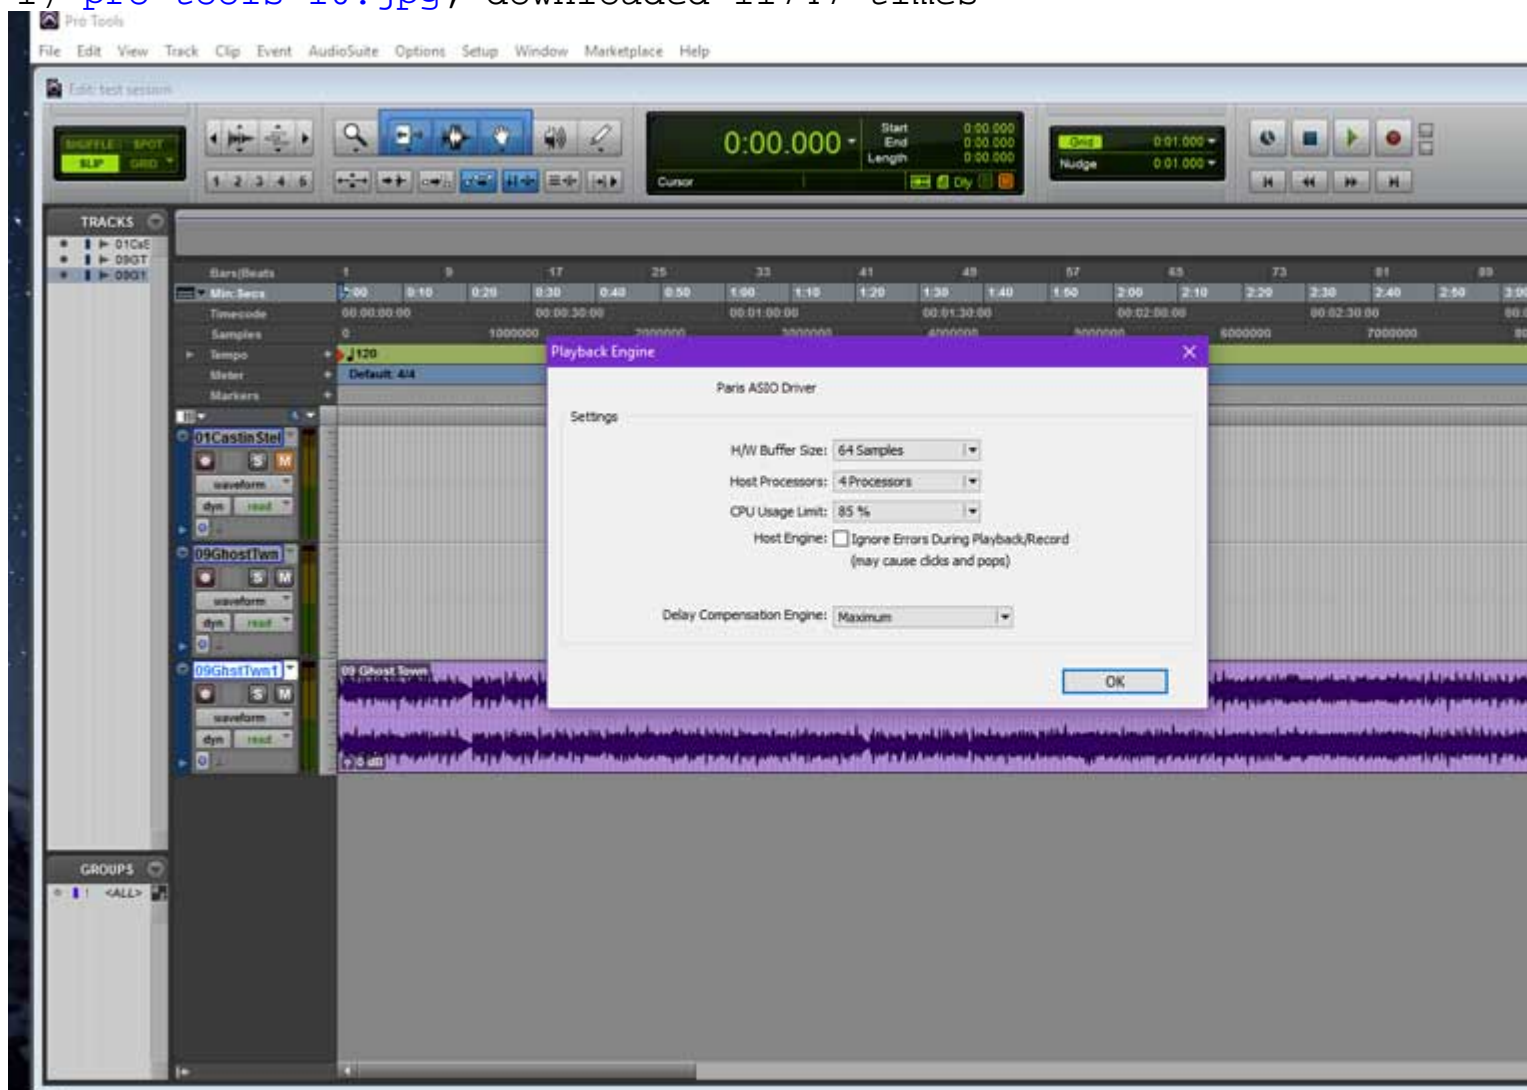 Pro Tools
File Edit View Track Clip Event AudioSuite Options Setup Window Marketplace Help
Edit: test session
SHUFFLE SPOT
SLIP GRID
1 2 3 4 5
0:00.000
Start 0:00.000
End 0:00.000
Length 0:00.000
Cursor
Dly
Grid 0:01.000
Nudge 0:01.000
TRACKS
01CsS
09GT
09G1
Bars|Beats 1 9 17 25 33 41 49 57 65 73 81 89
Min:Secs 0:00 0:10 0:20 0:30 0:40 0:50 1:00 1:10 1:20 1:30 1:40 1:50 2:00 2:10 2:20 2:30 2:40 2:50 3:00
Timecode 00:00:00:00 00:00:30:00 00:01:00:00 00:01:30:00 00:02:00:00 00:02:30:00
Samples 0 1000000 2000000 3000000 4000000 5000000 6000000 7000000
Tempo 120
Meter Default: 4/4
Markers
Playback Engine
Paris ASIO Driver
Settings
H/W Buffer Size: 64 Samples
Host Processors: 4 Processors
CPU Usage Limit: 85 %
Host Engine: Ignore Errors During Playback/Record
(may cause clicks and pops)
Delay Compensation Engine: Maximum
OK
01CastinStel
S M
waveform
dyn read
09GhostTwn
S M
waveform
dyn read
09GhstTwn1
S M
waveform
dyn read
09 Ghost Town
0 dB
GROUPS
! <ALL>